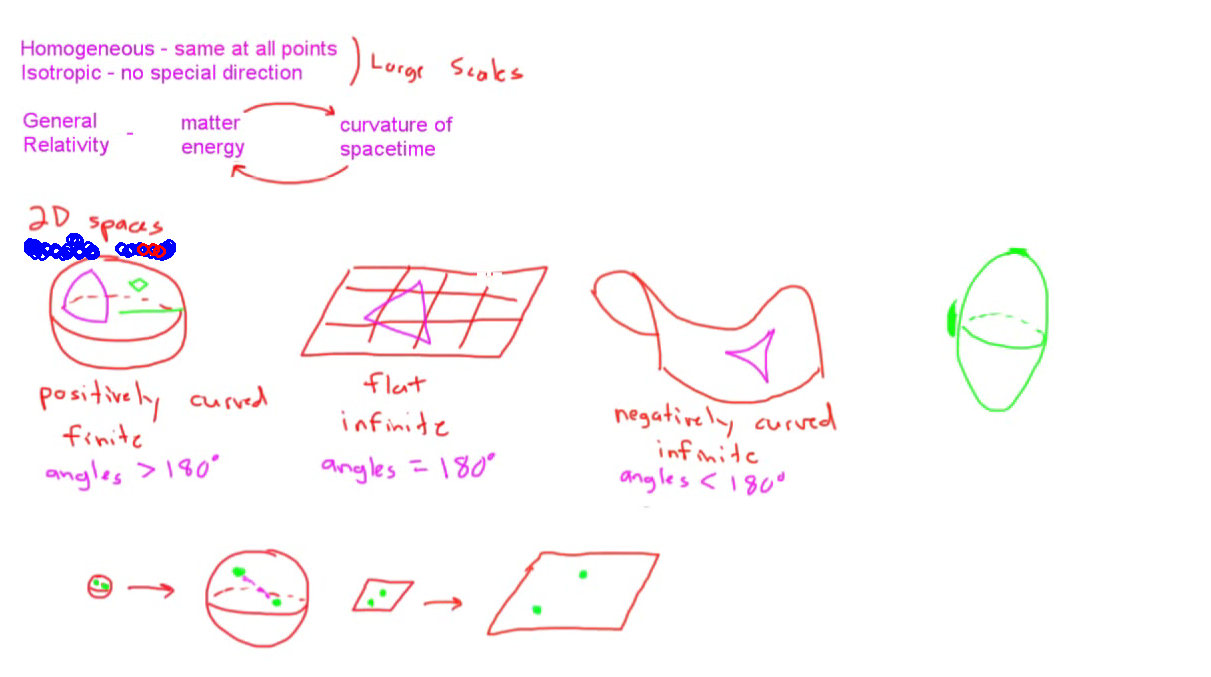 Homogeneous - same at all points
Isotropic - no special direction
Large Scales
General
Relativity -
matter
energy
curvature of
spacetime
2D spaces
positively curved
finite
angles > 180°
flat
infinite
angles = 180°
negatively curved
infinite
angles < 180°